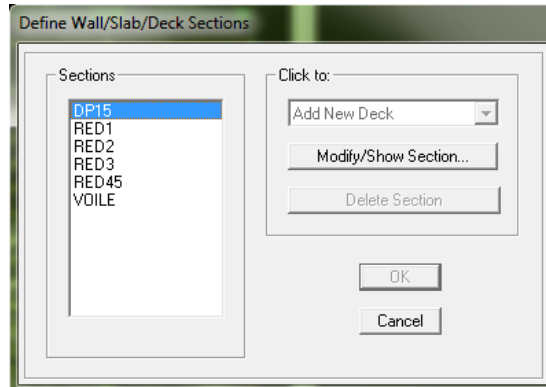 Define Wall/Slab/Deck Sections
Sections
DP15
RED1
RED2
RED3
RED45
VOILE
Click to:
Add New Deck
Modify/Show Section...
Delete Section
OK
Cancel